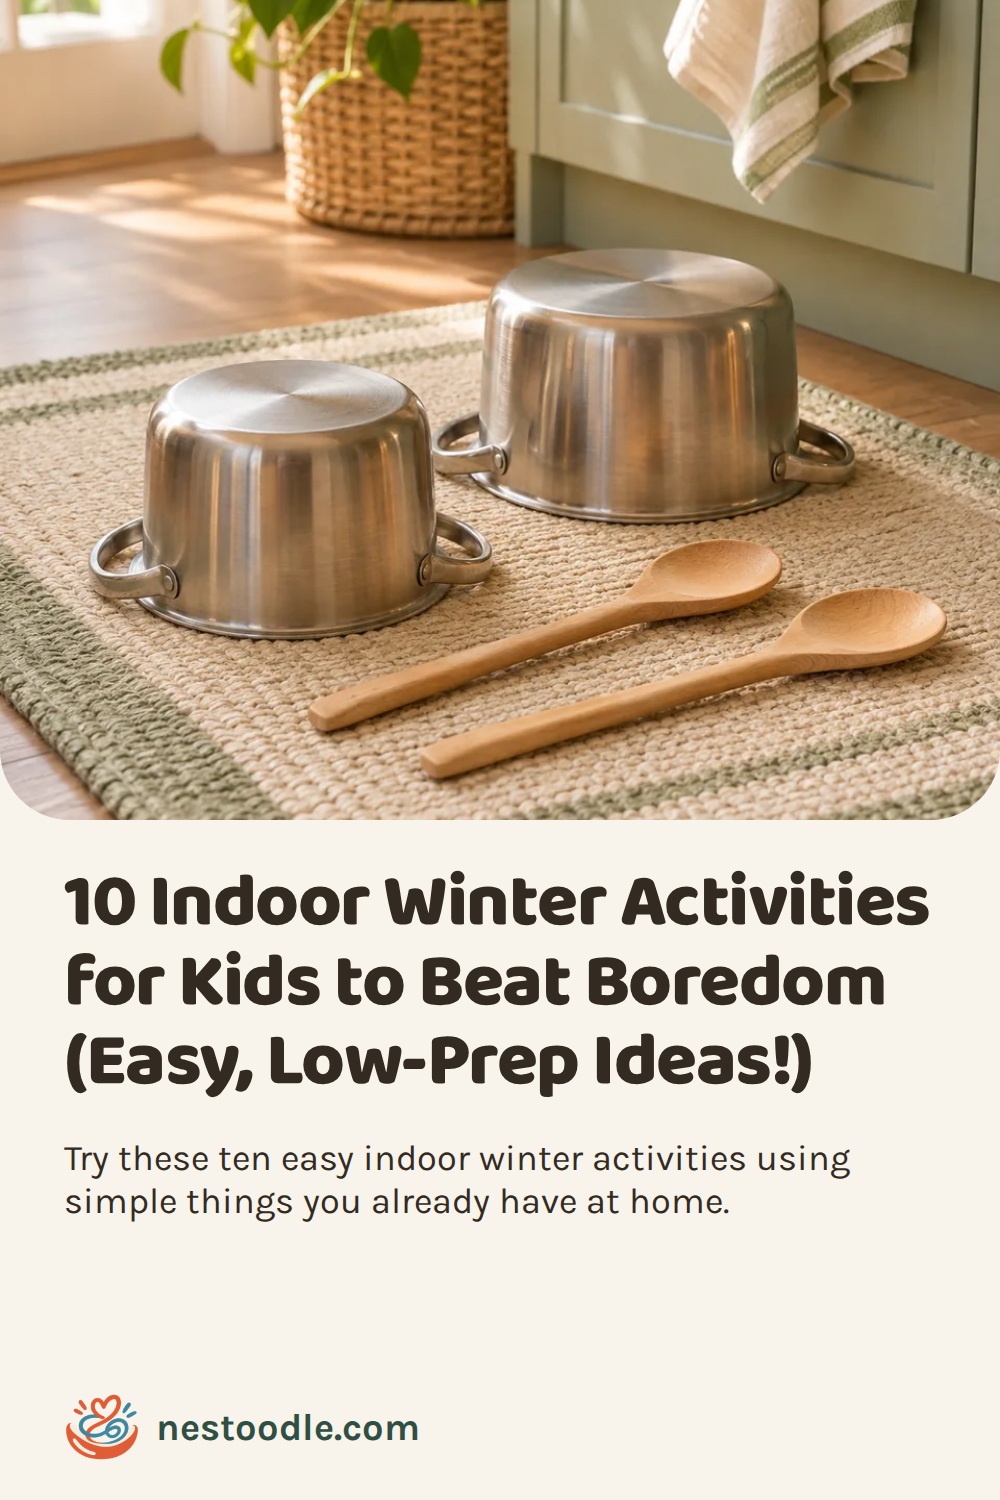 10 Indoor Winter Activities
for Kids to Beat Boredom
(Easy, Low-Prep Ideas!)
Try these ten easy indoor winter activities using
simple things you already have at home.
nestoodle.com